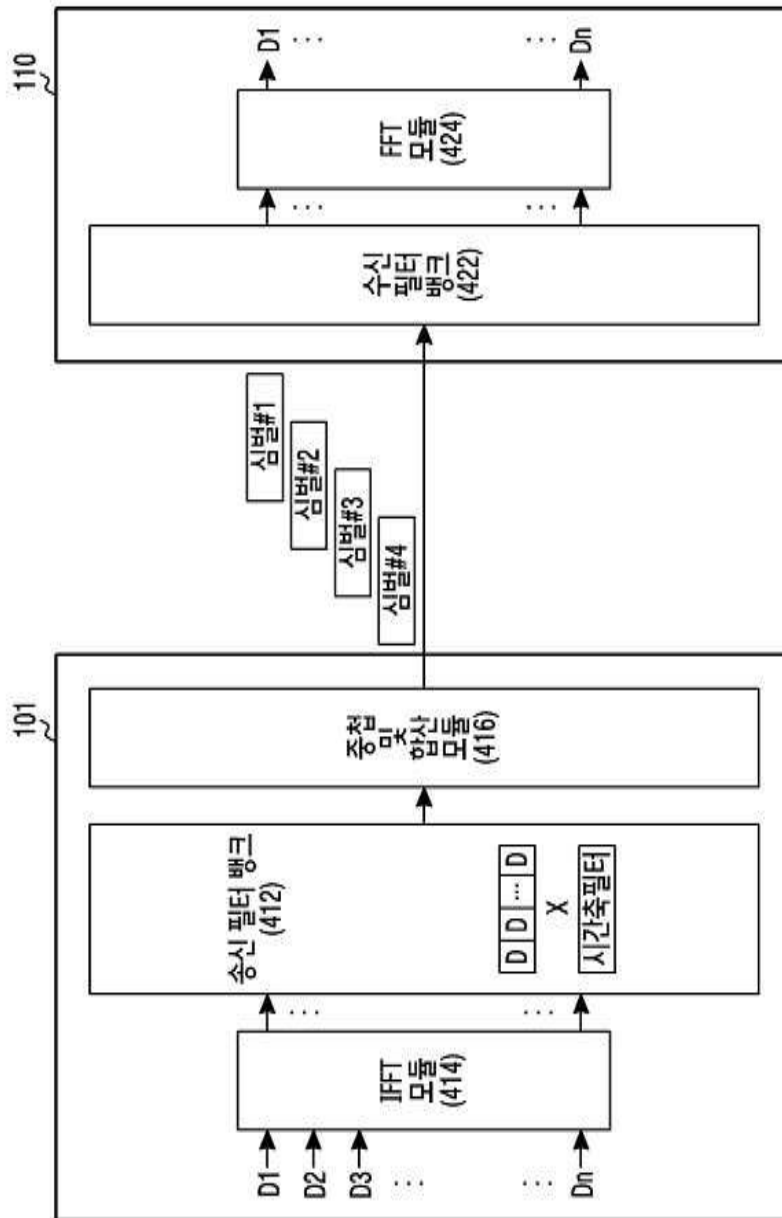 101
D1
D2
D3
...
...
Dn
IFFT
모듈
(414)
...
...
송신 필터 뱅크
(412)
D D ... D
X
시간축필터
중첩
및
합산
모듈
(416)
심벌#1
심벌#2
심벌#3
심벌#4
110
수신
필터
뱅크
(422)
...
...
FFT
모듈
(424)
D1
...
...
Dn